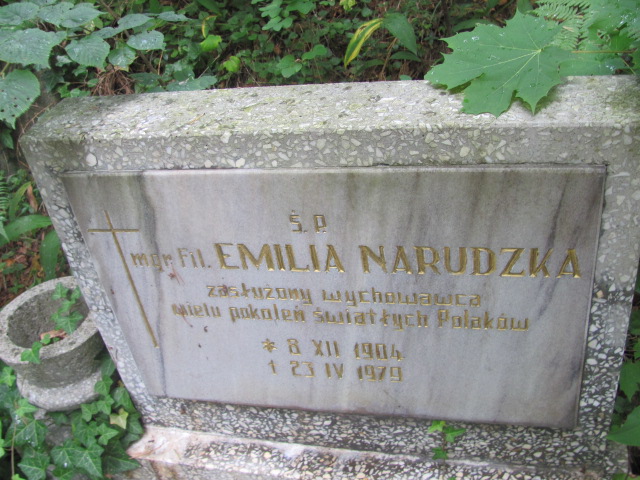 Ś. P.
mgr Fil. EMILIA NARUDZKA
zasłużony wychowawca
wielu pokoleń światłych Polaków
* 8 XII 1904
† 23 IV 1979